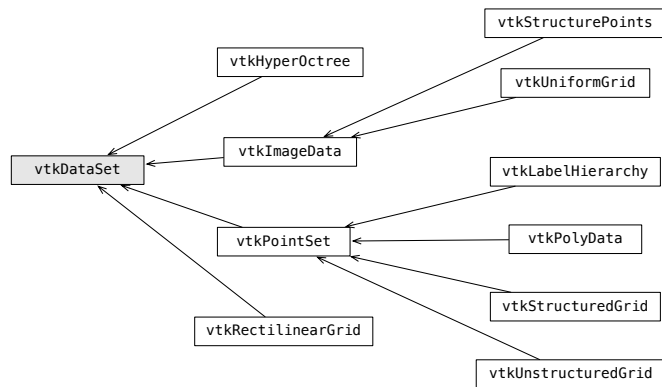 vtkStructurePoints
vtkHyperOctree
vtkUniformGrid
vtkImageData
vtkDataSet
vtkLabelHierarchy
vtkPointSet
vtkPolyData
vtkStructuredGrid
vtkRectilinearGrid
vtkUnstructuredGrid